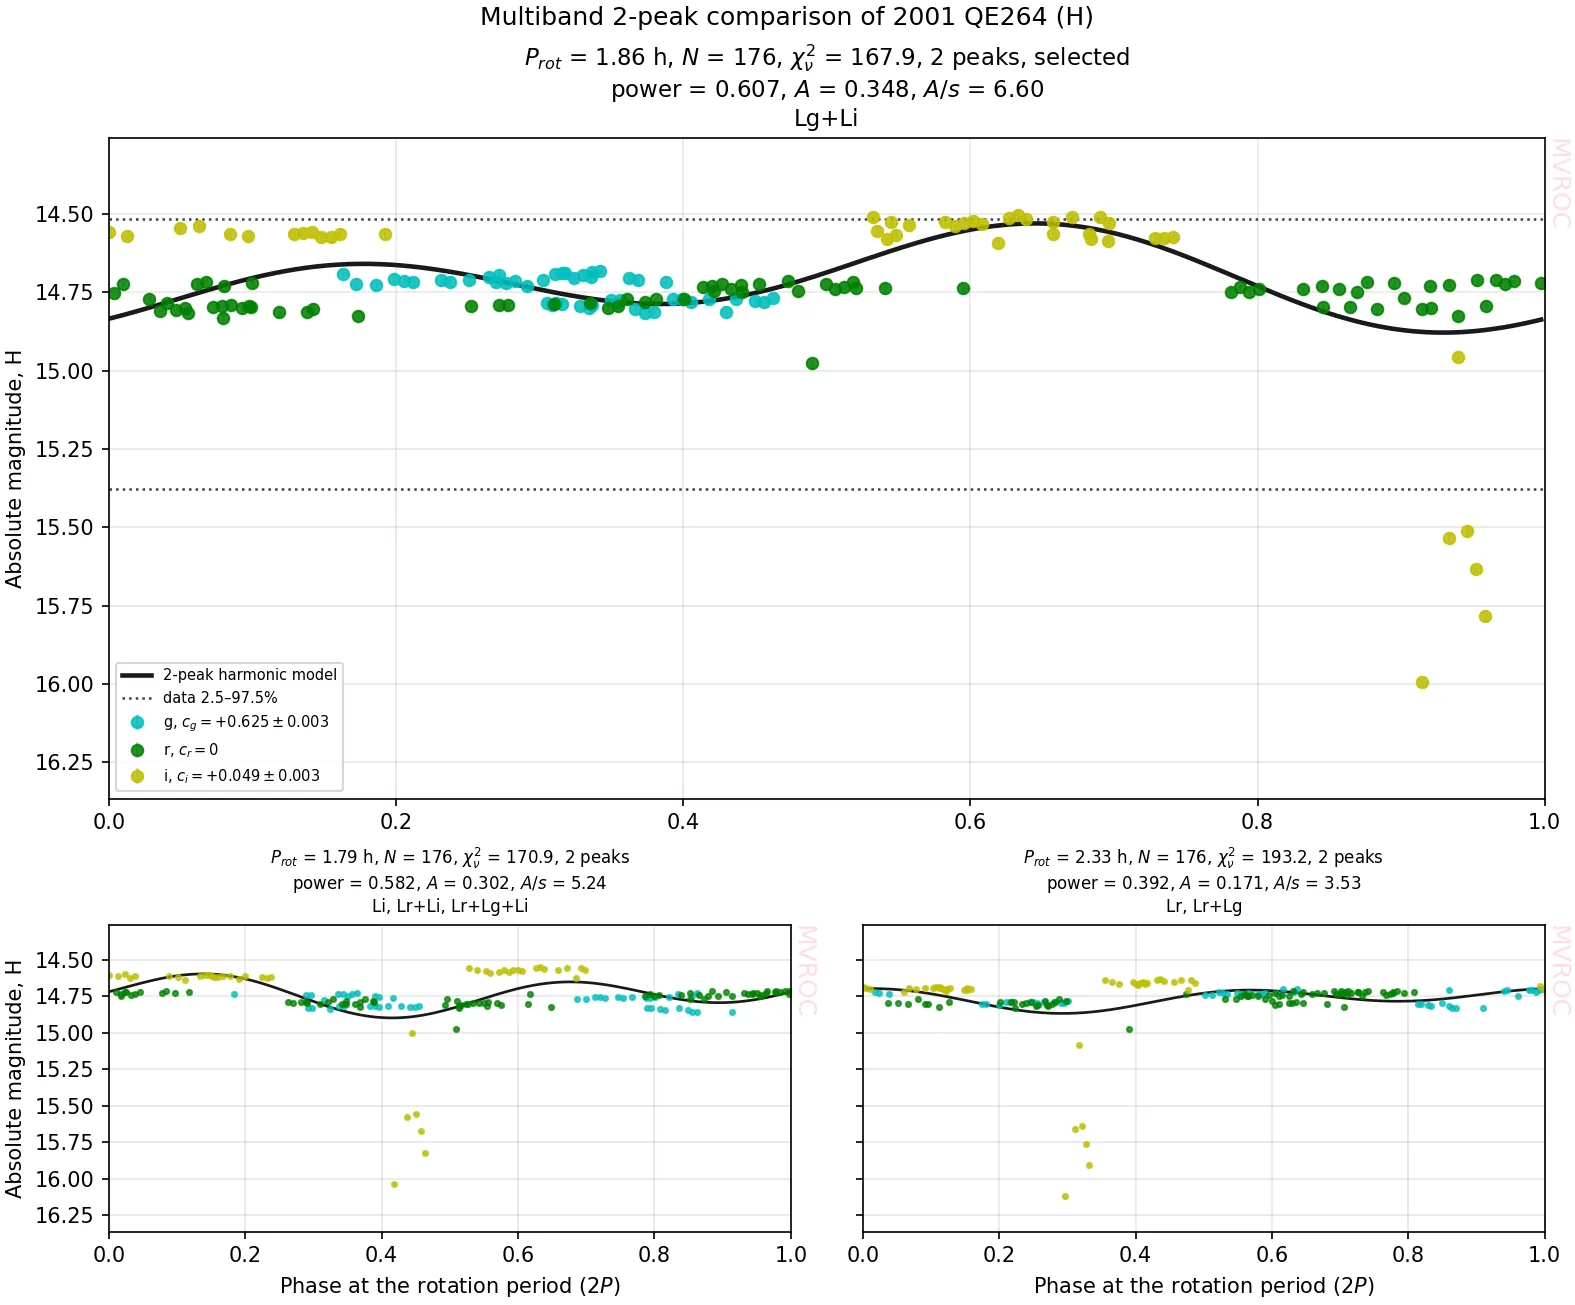 Multiband 2-peak comparison of 2001 QE264 (H)
P_rot = 1.86 h, N = 176, χ²_ν = 167.9, 2 peaks, selected
power = 0.607, A = 0.348, A/s = 6.60
Lg+Li
14.50
14.75
15.00
15.25
15.50
15.75
16.00
16.25
Absolute magnitude, H
2-peak harmonic model
data 2.5–97.5%
g, c_g = +0.625 ± 0.003
r, c_r = 0
i, c_i = +0.049 ± 0.003
0.0 0.2 0.4 0.6 0.8 1.0
MVROC
P_rot = 1.79 h, N = 176, χ²_ν = 170.9, 2 peaks
power = 0.582, A = 0.302, A/s = 5.24
Li, Lr+Li, Lr+Lg+Li
14.50
14.75
15.00
15.25
15.50
15.75
16.00
16.25
Absolute magnitude, H
0.0 0.2 0.4 0.6 0.8 1.0
Phase at the rotation period (2P)
MVROC
P_rot = 2.33 h, N = 176, χ²_ν = 193.2, 2 peaks
power = 0.392, A = 0.171, A/s = 3.53
Lr, Lr+Lg
0.0 0.2 0.4 0.6 0.8 1.0
Phase at the rotation period (2P)
MVROC